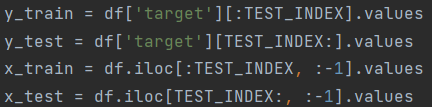 y_train = df['target'][:TEST_INDEX].values
y_test = df['target'][TEST_INDEX:].values
x_train = df.iloc[:TEST_INDEX, :-1].values
x_test = df.iloc[TEST_INDEX:, :-1].values